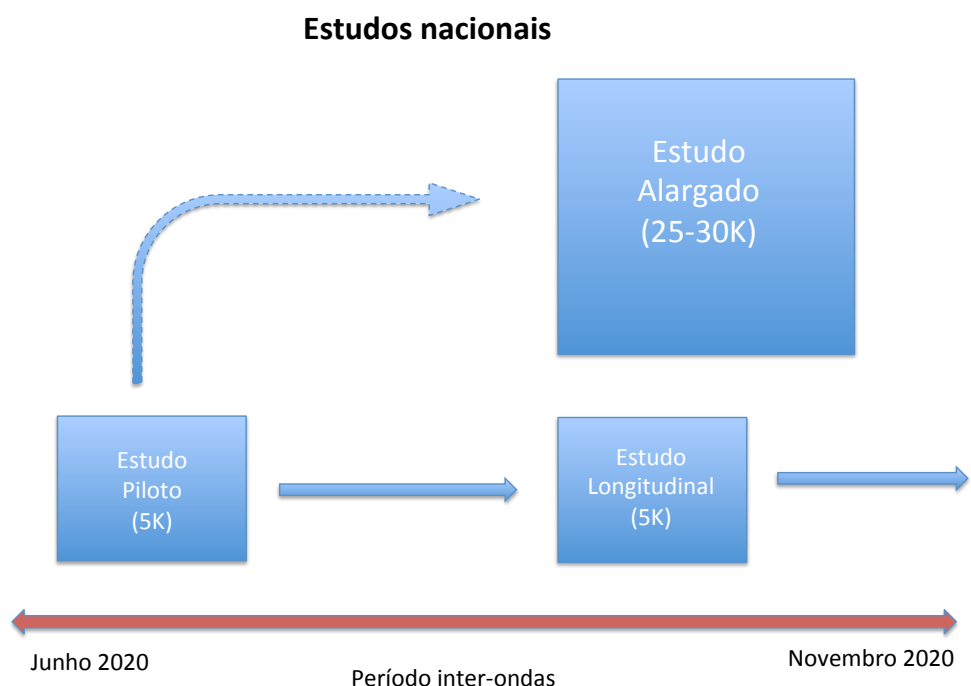 Estudos nacionais
Estudo
Alargado
(25-30K)
Estudo
Piloto
(5K)
Estudo
Longitudinal
(5K)
Junho 2020
Período inter-ondas
Novembro 2020